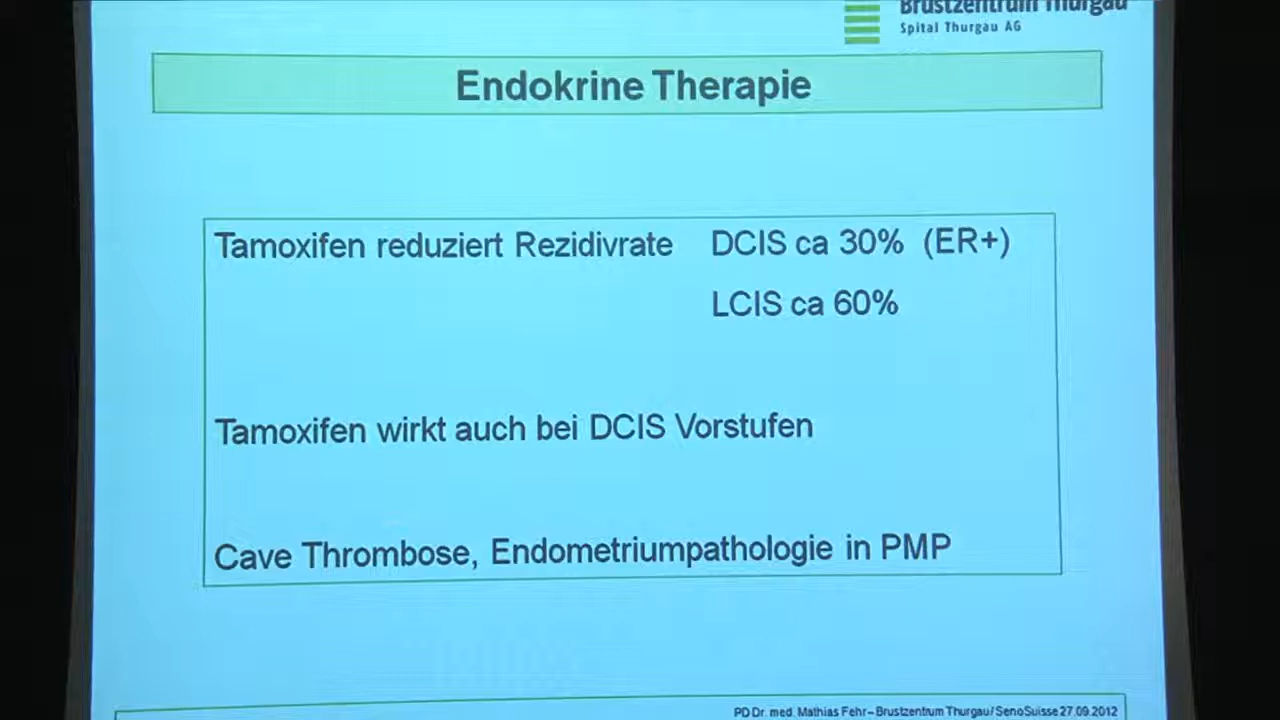 Brustzentrum Thurgau
Spital Thurgau AG
Endokrine Therapie
Tamoxifen reduziert Rezidivrate DCIS ca 30% (ER+)
LCIS ca 60%
Tamoxifen wirkt auch bei DCIS Vorstufen
Cave Thrombose, Endometriumpathologie in PMP
PD Dr. med. Mathias Fehr – Brustzentrum Thurgau/ SenoSuisse 27.09.2012